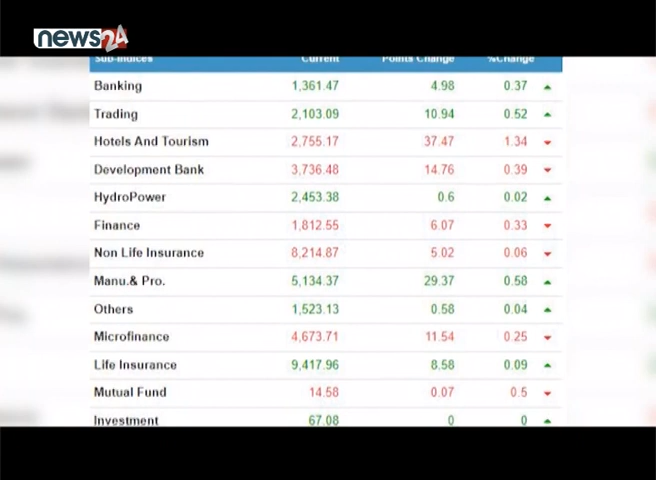 news24
Sub-Indices Current Points Change %Change
Banking 1,361.47 4.98 0.37
Trading 2,103.09 10.94 0.52
Hotels And Tourism 2,755.17 37.47 1.34
Development Bank 3,736.48 14.76 0.39
HydroPower 2,453.38 0.6 0.02
Finance 1,812.55 6.07 0.33
Non Life Insurance 8,214.87 5.02 0.06
Manu.& Pro. 5,134.37 29.37 0.58
Others 1,523.13 0.58 0.04
Microfinance 4,673.71 11.54 0.25
Life Insurance 9,417.96 8.58 0.09
Mutual Fund 14.58 0.07 0.5
Investment 67.08 0 0